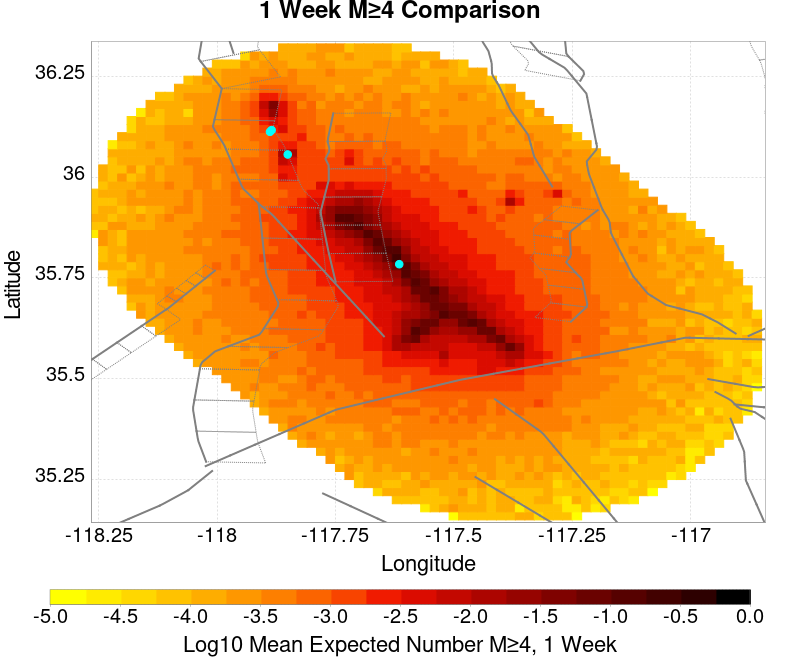 1 Week M≥4 Comparison
36.25
36
35.75
35.5
35.25
Latitude
-118.25 -118 -117.75 -117.5 -117.25 -117
Longitude
-5.0 -4.5 -4.0 -3.5 -3.0 -2.5 -2.0 -1.5 -1.0 -0.5 0.0
Log10 Mean Expected Number M≥4, 1 Week